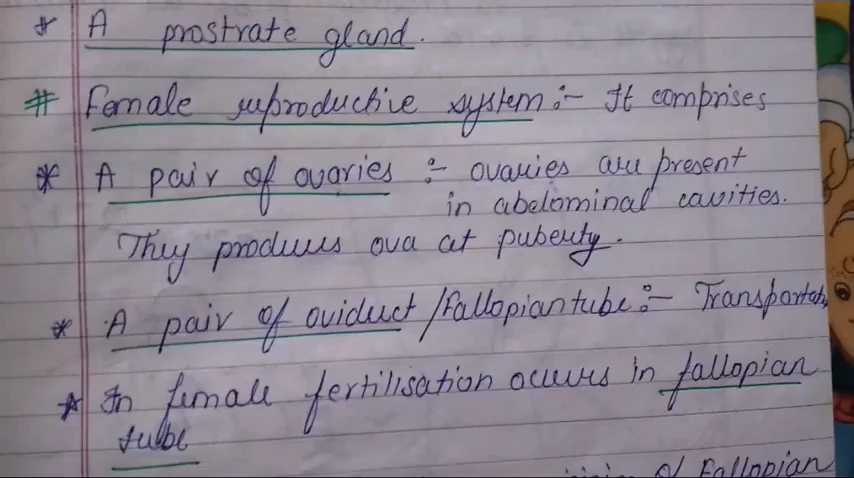 * A prostrate gland.
# Female reproductive system :- It comprises
* A pair of ovaries :- ovaries are present
in abdominal cavities.
They produces ova at puberty.
* A pair of oviduct /Fallopian tube :-
* In female fertilisation occurs in fallopian
tube
of Fallopian